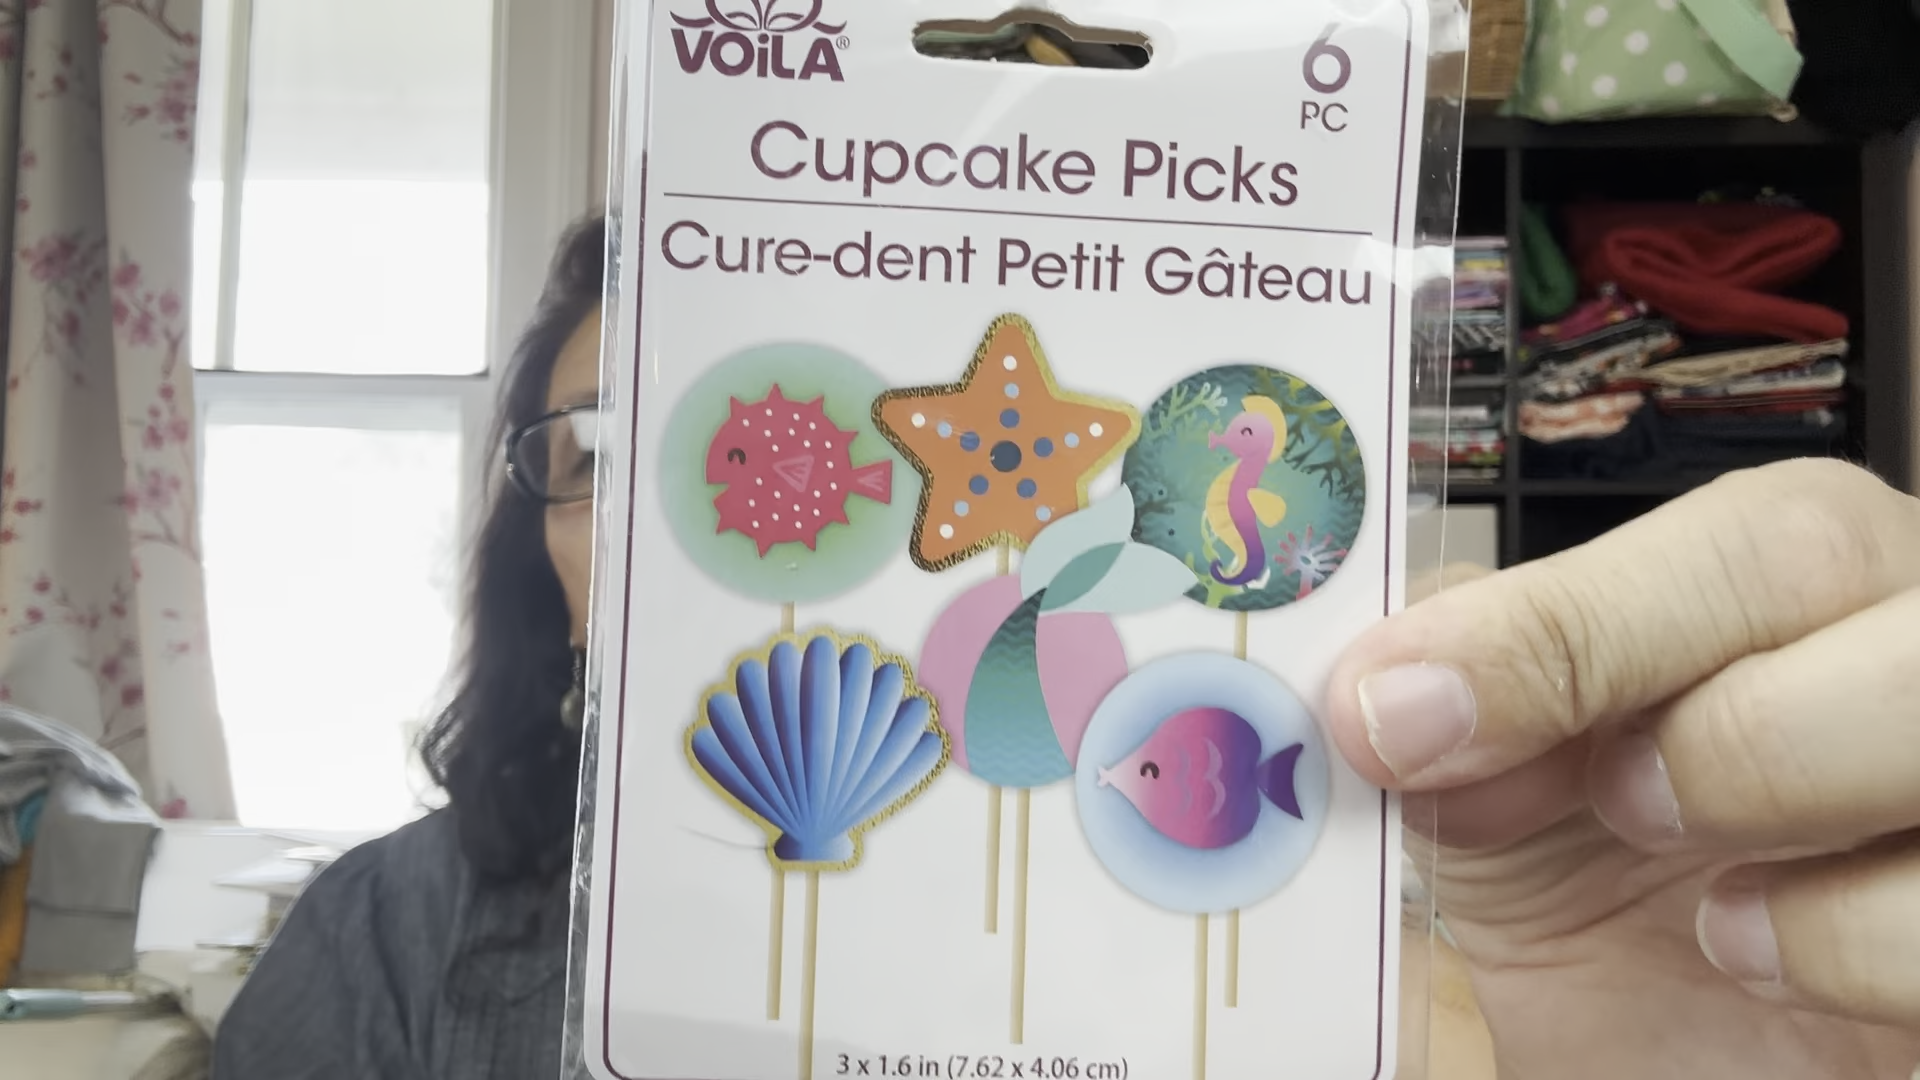 VOiLA®
6
PC
Cupcake Picks
Cure-dent Petit Gâteau
3 x 1.6 in (7.62 x 4.06 cm)